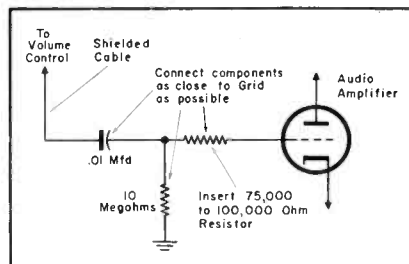 To
Volume
Control
Shielded
Cable
Connect components
as close to Grid
as possible
Audio
Amplifier
.01 Mfd
10
Megohms
Insert 75,000
to 100,000 Ohm
Resistor